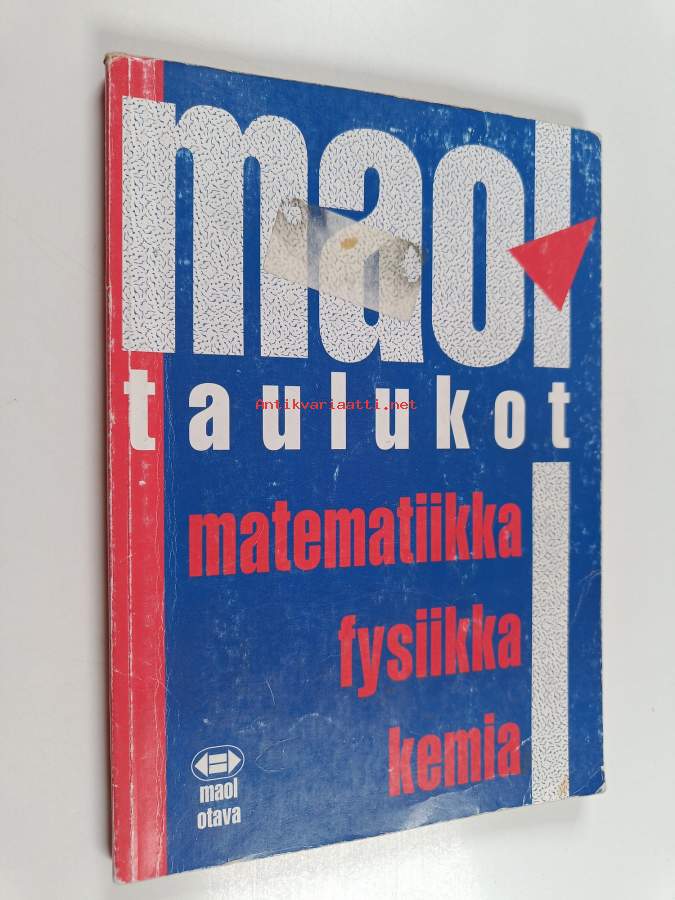 maol
taulukot
Antikvariaatti.net
matematiikka
fysiikka
kemia
maol
otava